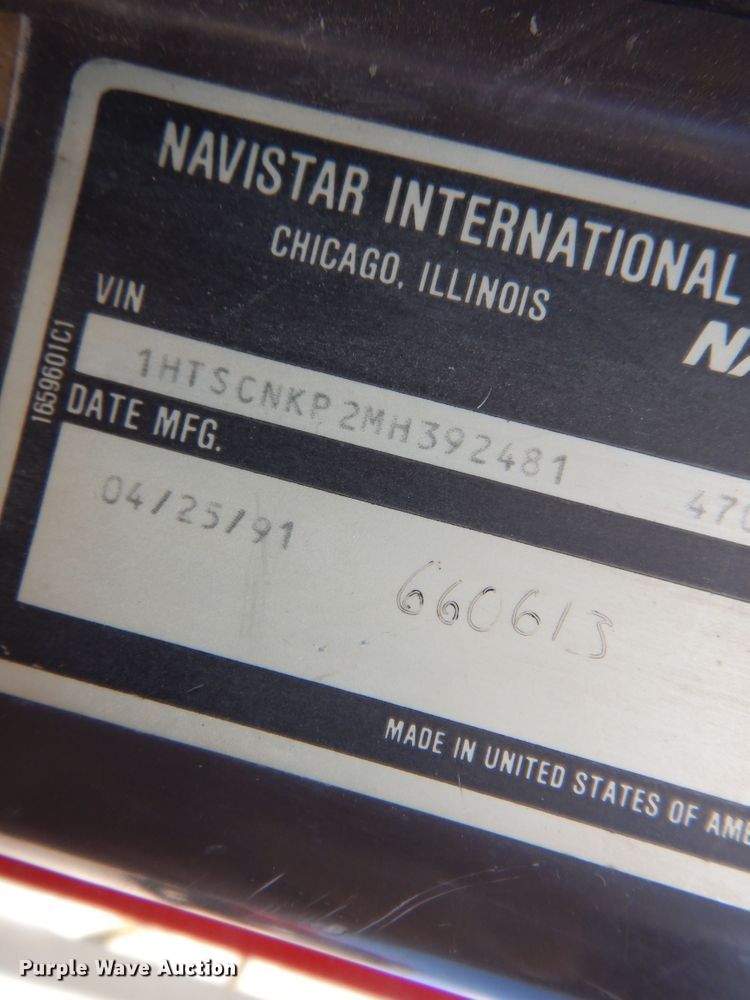 NAVISTAR INTERNATIONAL
CHICAGO, ILLINOIS
VIN
1HTSCNKP2MH392481
1659601C1
DATE MFG.
04/25/91
660613
MADE IN UNITED STATES OF AME
Purple Wave Auction